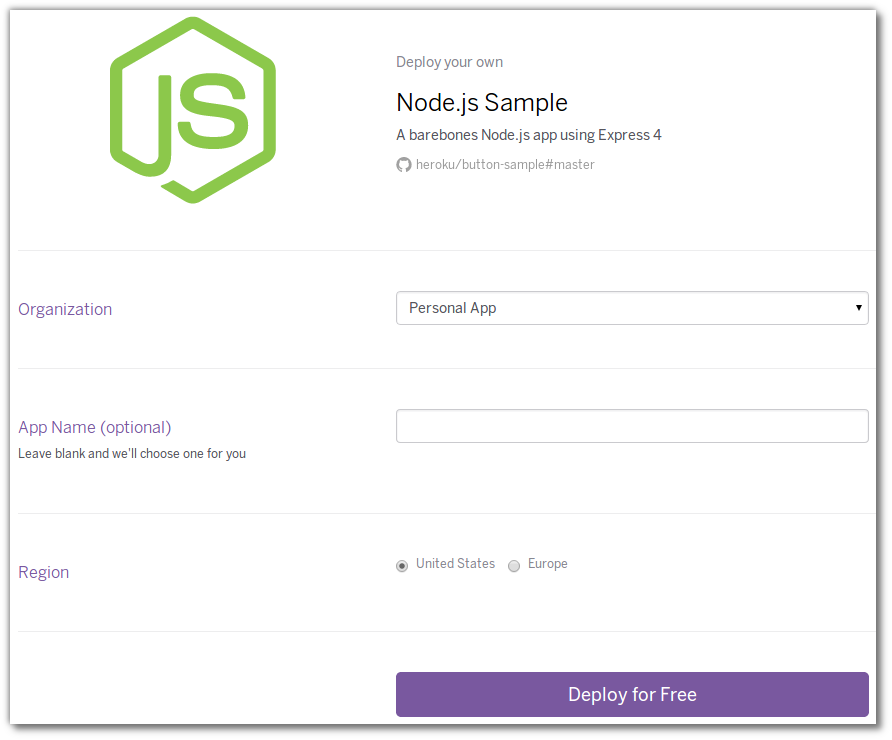 JS
Deploy your own
Node.js Sample
A barebones Node.js app using Express 4
heroku/button-sample#master
Organization
Personal App
App Name (optional)
Leave blank and we'll choose one for you
Region
United States Europe
Deploy for Free